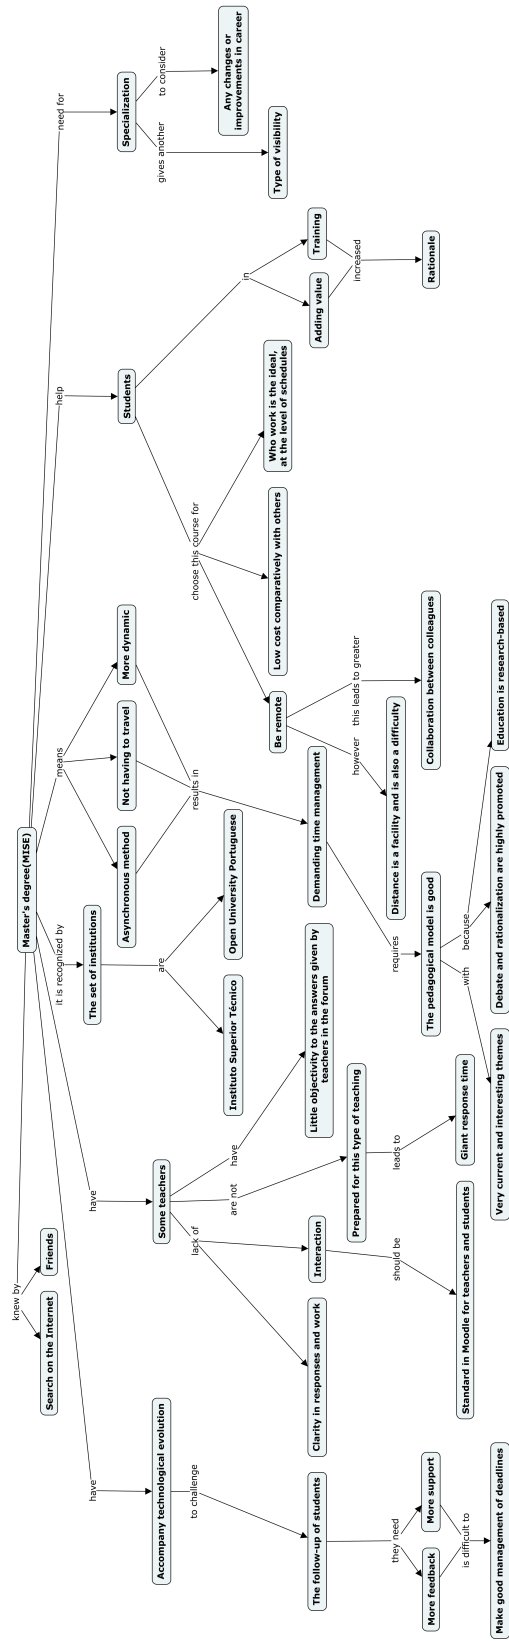 Master's degree(MISE)
knew by
Search on the Internet
Friends
have
Accompany technological evolution
to challenge
The follow-up of students
they need
More feedback
More support
is difficult to
Make good management of deadlines
have
Some teachers
lack of
Clarity in responses and work
Interaction
should be
Standard in Moodle for teachers and students
are not
Prepared for this type of teaching
leads to
Giant response time
have
Little objectivity to the answers given by
teachers in the forum
it is recognized by
The set of institutions
are
Instituto Superior Técnico
Open University Portuguese
means
Asynchronous method
Not having to travel
More dynamic
results in
Demanding time management
requires
The pedagogical model is good
with
because
Very current and interesting themes
Debate and rationalization are highly promoted
Education is research-based
help
Students
choose this course for
Be remote
Low cost comparatively with others
Who work is the ideal,
at the level of schedules
however
Distance is a facility and is also a difficulty
this leads to greater
Collaboration between colleagues
in
Adding value
Training
increased
Rationale
need for
Specialization
gives another
Type of visibility
to consider
Any changes or
improvements in career